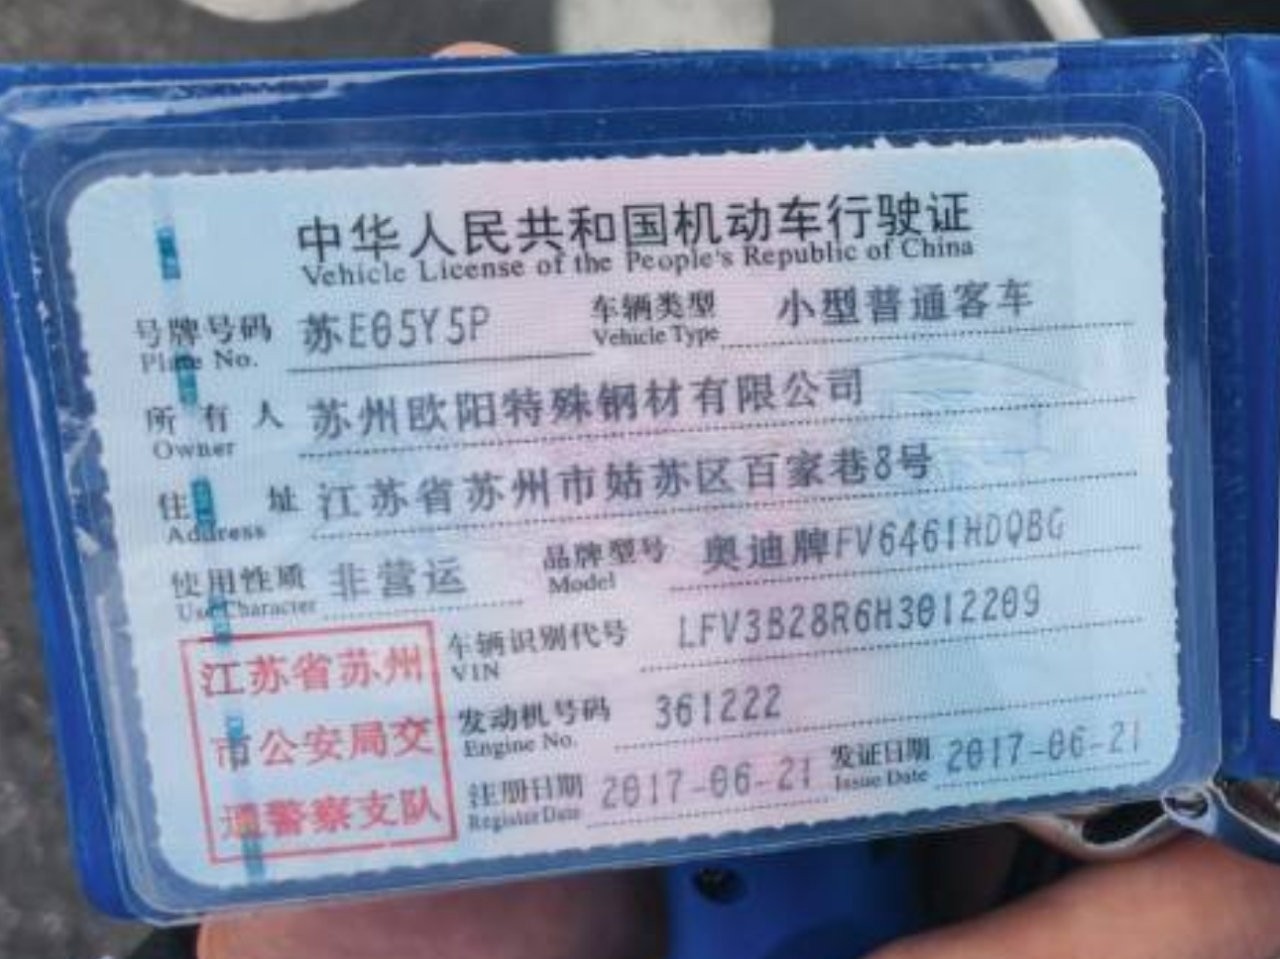 中华人民共和国机动车行驶证
Vehicle License of the People's Republic of China
号牌号码 苏E05Y5P 车辆类型 小型普通客车
Plate No. Vehicle Type
所有人 苏州欧阳特殊钢材有限公司
Owner
住址 江苏省苏州市姑苏区百家巷8号
Address
使用性质 非营运 品牌型号 奥迪牌FV6461HDQBG
Use Character Model
车辆识别代号 LFV3B28R6H3012209
VIN
发动机号码 361222
Engine No.
注册日期 2017-06-21 发证日期 2017-06-21
Register Date Issue Date
江苏省苏州
市公安局交
通警察支队